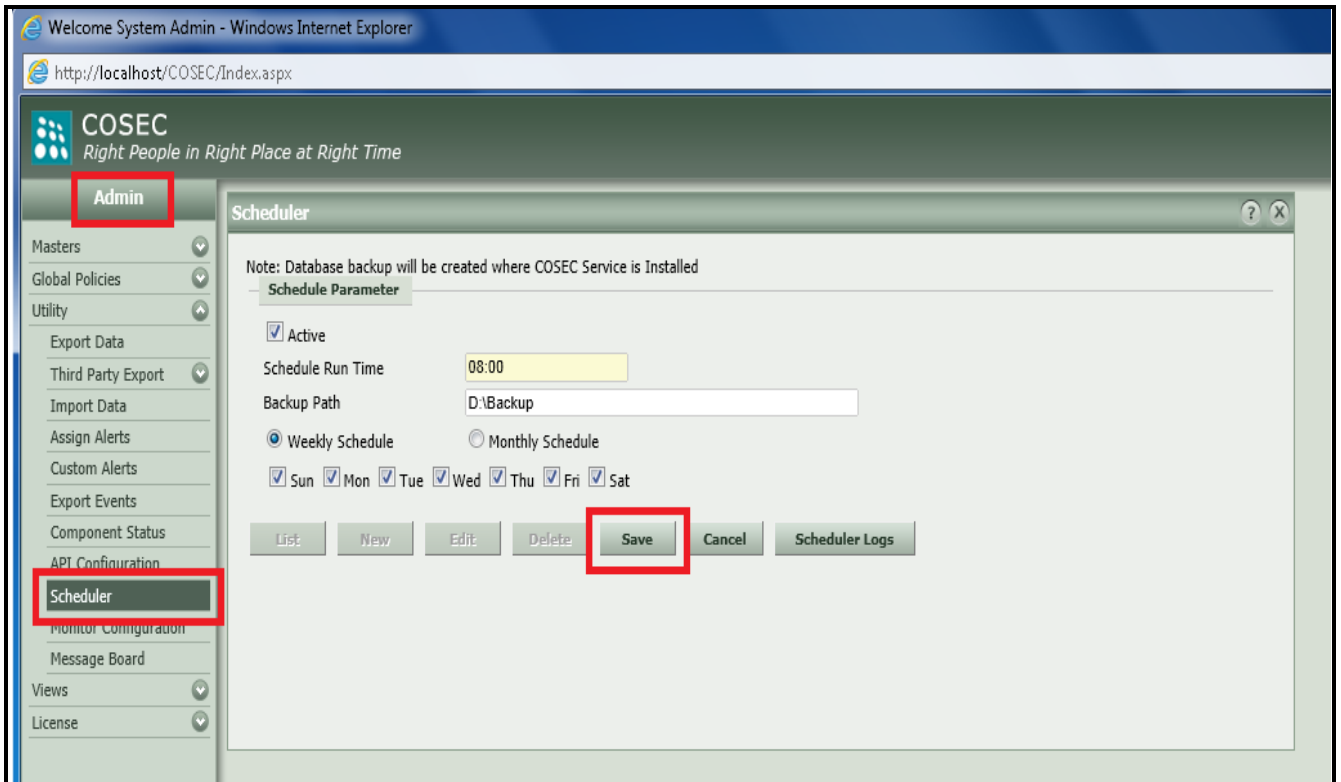 Welcome System Admin - Windows Internet Explorer
http://localhost/COSEC/Index.aspx
COSEC
Right People in Right Place at Right Time
Admin
Masters
Global Policies
Utility
Export Data
Third Party Export
Import Data
Assign Alerts
Custom Alerts
Export Events
Component Status
API Configuration
Scheduler
Monitor Configuration
Message Board
Views
License
Scheduler
? X
Note: Database backup will be created where COSEC Service is Installed
Schedule Parameter
Active
Schedule Run Time 08:00
Backup Path D:\Backup
Weekly Schedule Monthly Schedule
Sun Mon Tue Wed Thu Fri Sat
List New Edit Delete Save Cancel Scheduler Logs